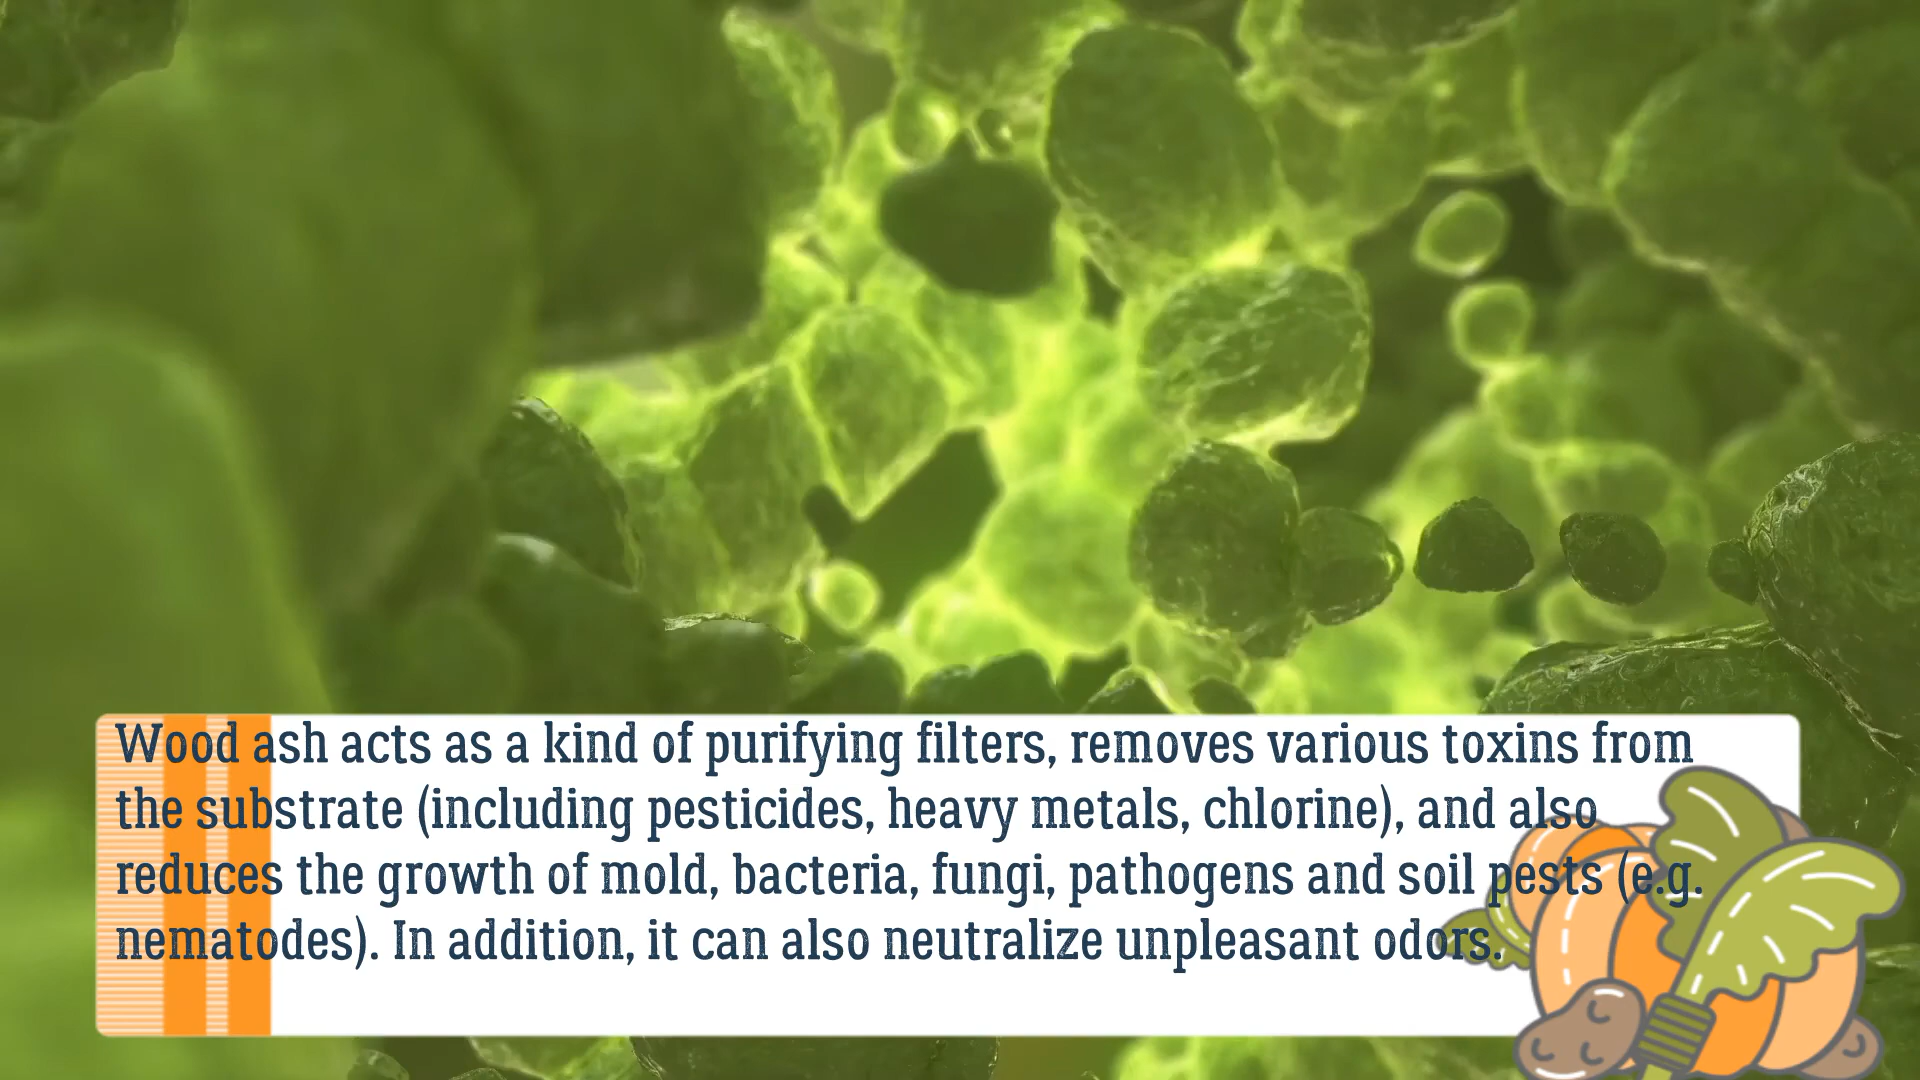 Wood ash acts as a kind of purifying filters, removes various toxins from
the substrate (including pesticides, heavy metals, chlorine), and also
reduces the growth of mold, bacteria, fungi, pathogens and soil pests (e.g.
nematodes). In addition, it can also neutralize unpleasant odors.